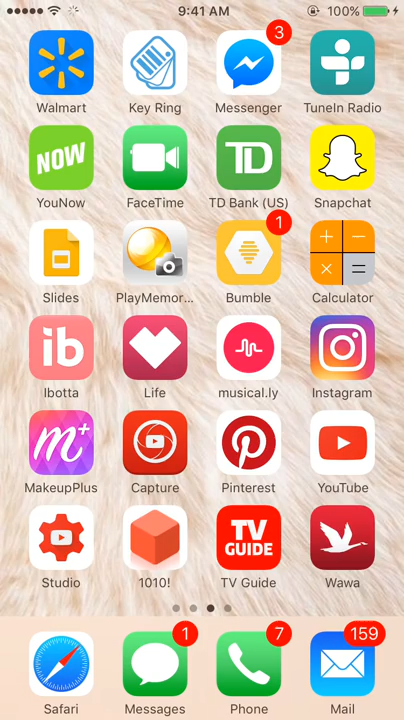 9:41 AM 100%
3
Walmart Key Ring Messenger TuneIn Radio
NOW TD
YouNow FaceTime TD Bank (US) Snapchat
1
Slides PlayMemor... Bumble Calculator
ib
Ibotta Life musical.ly Instagram
m+
MakeupPlus Capture Pinterest YouTube
TV
GUIDE
Studio 1010! TV Guide Wawa
1 7 159
Safari Messages Phone Mail